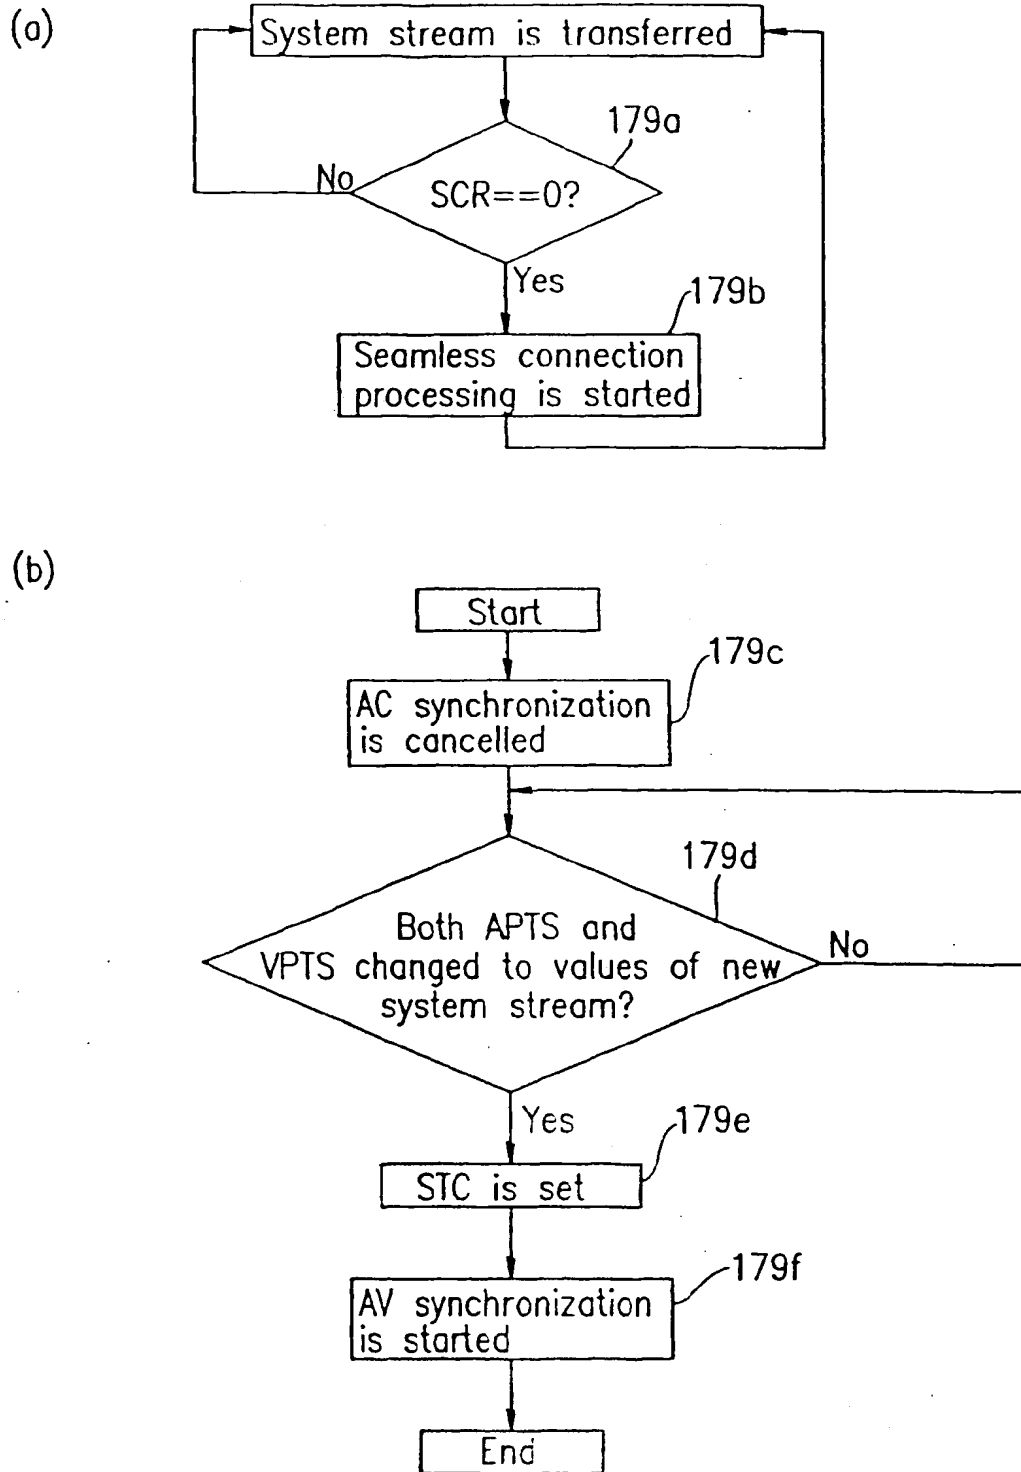 (a)
System stream is transferred
179a
No
SCR==0?
Yes
179b
Seamless connection
processing is started
(b)
Start
179c
AC synchronization
is cancelled
179d
Both APTS and
VPTS changed to values of new
system stream?
No
Yes
179e
STC is set
179f
AV synchronization
is started
End